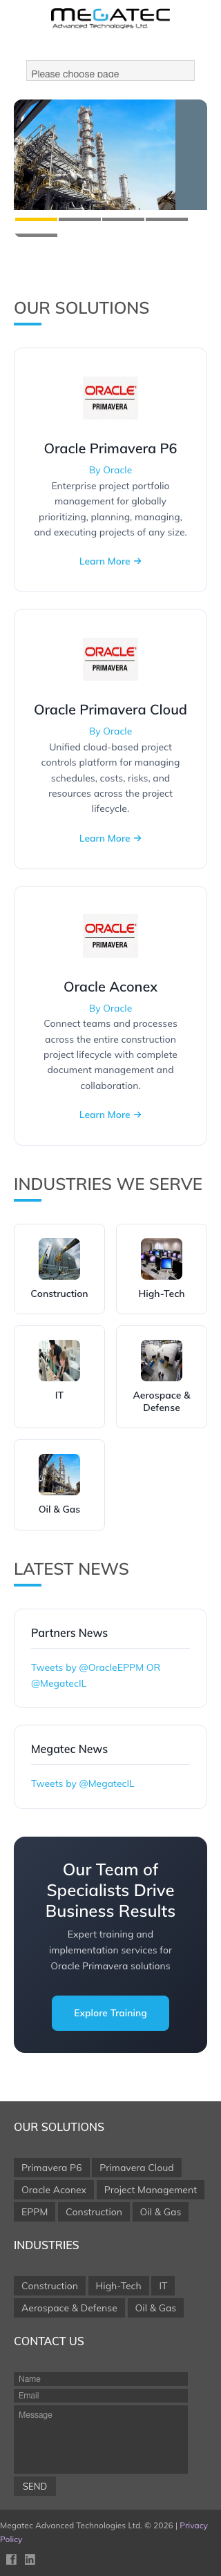 MEGATEC
Advanced Technologies Ltd.
Please choose page
OUR SOLUTIONS
ORACLE
PRIMAVERA
Oracle Primavera P6
By Oracle
Enterprise project portfolio
management for globally
prioritizing, planning, managing,
and executing projects of any size.
Learn More →
ORACLE
PRIMAVERA
Oracle Primavera Cloud
By Oracle
Unified cloud-based project
controls platform for managing
schedules, costs, risks, and
resources across the project
lifecycle.
Learn More →
ORACLE
PRIMAVERA
Oracle Aconex
By Oracle
Connect teams and processes
across the entire construction
project lifecycle with complete
document management and
collaboration.
Learn More →
INDUSTRIES WE SERVE
Construction
High-Tech
IT
Aerospace &
Defense
Oil & Gas
LATEST NEWS
Partners News
Tweets by @OracleEPPM OR
@MegatecIL
Megatec News
Tweets by @MegatecIL
Our Team of
Specialists Drive
Business Results
Expert training and
implementation services for
Oracle Primavera solutions
Explore Training
OUR SOLUTIONS
Primavera P6 Primavera Cloud
Oracle Aconex Project Management
EPPM Construction Oil & Gas
INDUSTRIES
Construction High-Tech IT
Aerospace & Defense Oil & Gas
CONTACT US
Name
Email
Message
SEND
Megatec Advanced Technologies Ltd. © 2026 | Privacy
Policy